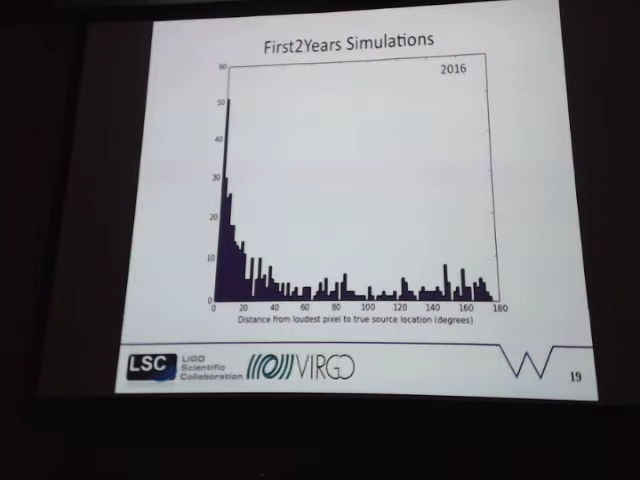 First2Years Simulations
2016
60
50
40
30
20
10
0
0 20 40 60 80 100 120 140 160 180
Distance from loudest pixel to true source location (degrees)
LSC
LIGO
Scientific
Collaboration
VIRGO
19